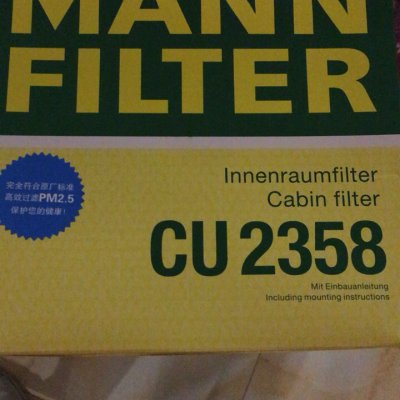 MANN
FILTER
完全符合原厂标准
高效过滤PM2.5
保护您的健康！
Innenraumfilter
Cabin filter
CU 2358
Mit Einbauanleitung
Including mounting instructions